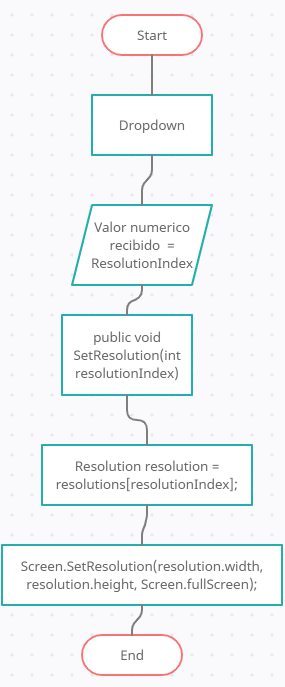 Start
Dropdown
Valor numerico
recibido =
ResolutionIndex
public void
SetResolution(int
resolutionIndex)
Resolution resolution =
resolutions[resolutionIndex];
Screen.SetResolution(resolution.width,
resolution.height, Screen.fullScreen);
End